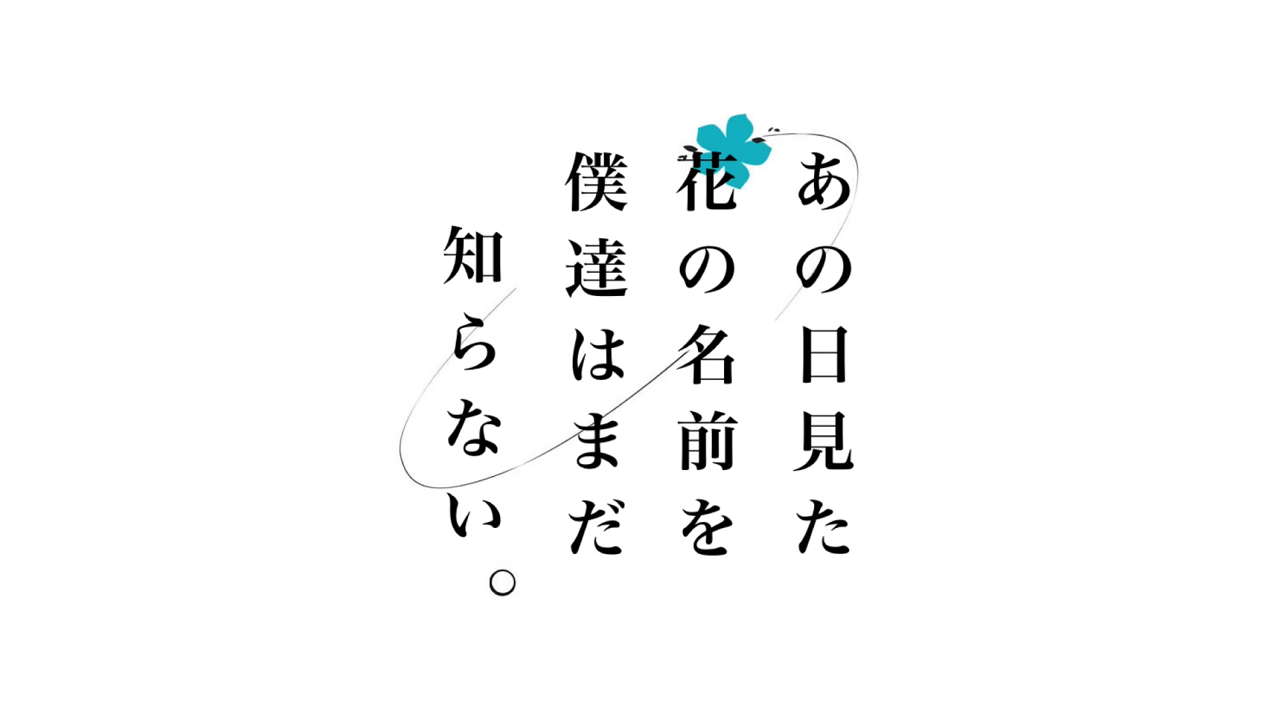 あの日見た
花の名前を
僕達はまだ
知らない。